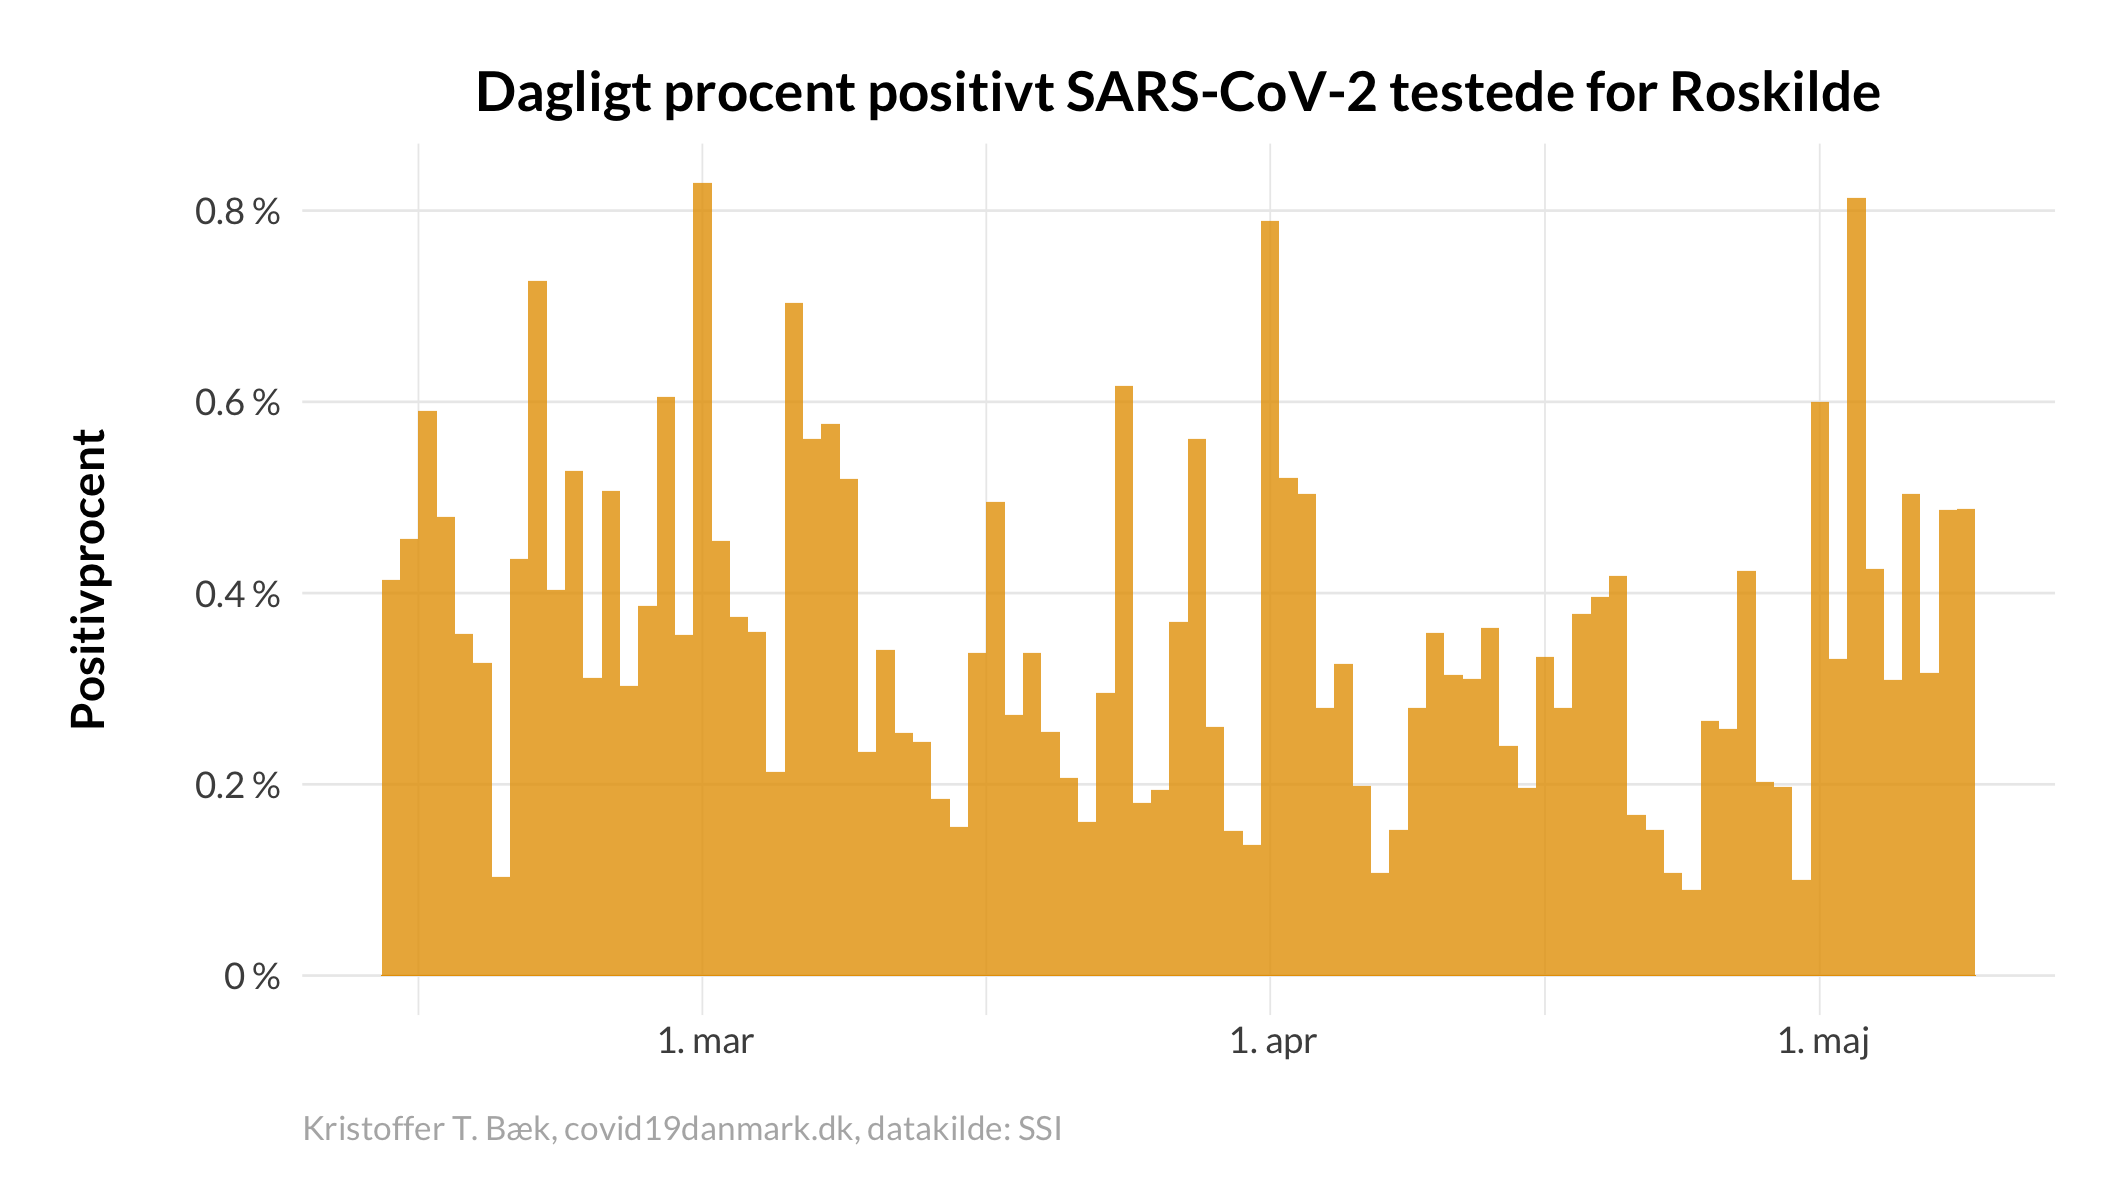 Dagligt procent positivt SARS-CoV-2 testede for Roskilde
Positivprocent
0.8 %
0.6 %
0.4 %
0.2 %
0 %
1. mar
1. apr
1. maj
Kristoffer T. Bæk, covid19danmark.dk, datakilde: SSI